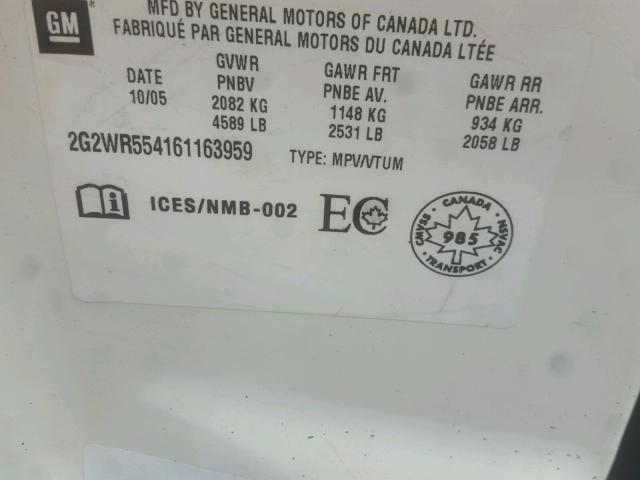 GM
MFD BY GENERAL MOTORS OF CANADA LTD.
FABRIQUÉ PAR GENERAL MOTORS DU CANADA LTÉE
DATE
10/05
GVWR
PNBV
2082 KG
4589 LB
GAWR FRT
PNBE AV.
1148 KG
2531 LB
GAWR RR
PNBE ARR.
934 KG
2058 LB
2G2WR554161163959 TYPE: MPV/VTUM
i ICES/NMB-002 EC
CANADA
CMVSS 985 NSVAC
TRANSPORT